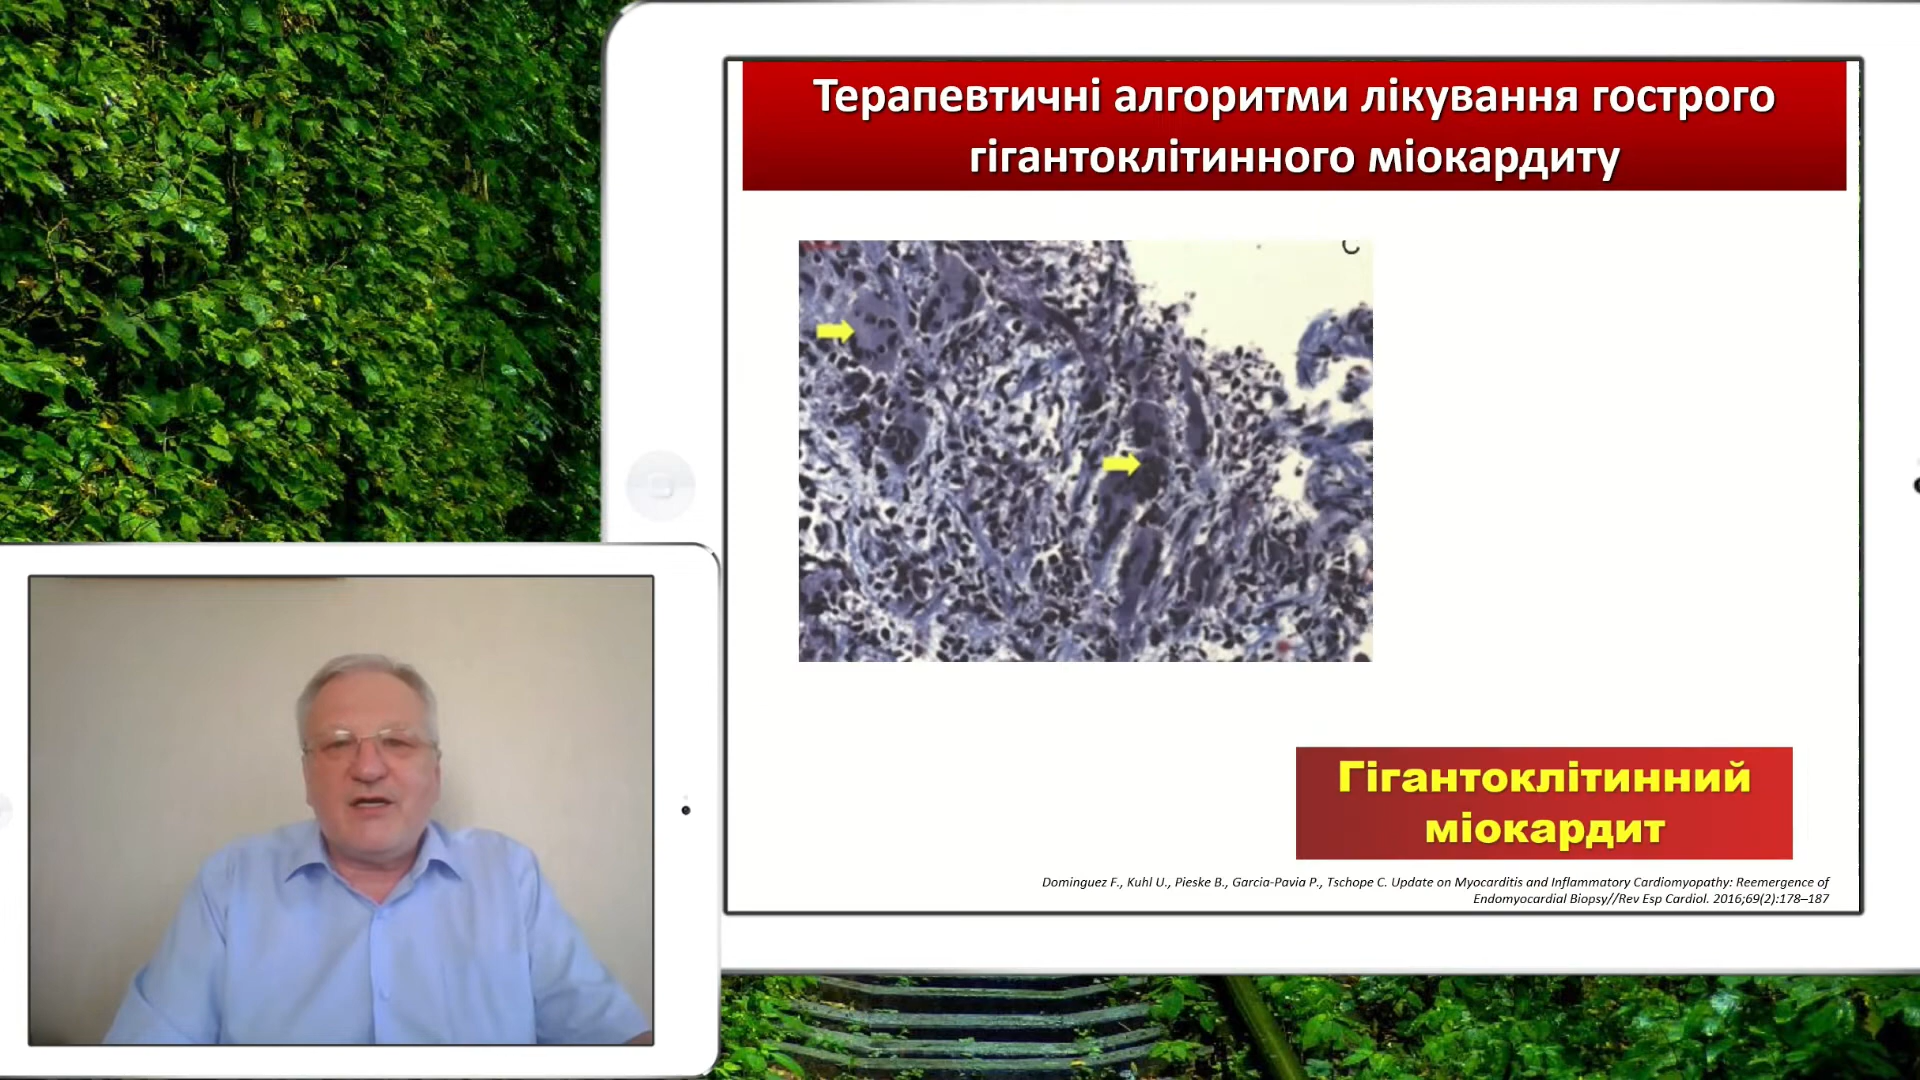 Терапевтичні алгоритми лікування гострого
гігантоклітинного міокардиту
C
Гігантоклітинний
міокардит
Dominguez F., Kuhl U., Pieske B., Garcia-Pavia P., Tschope C. Update on Myocarditis and Inflammatory Cardiomyopathy: Reemergence of
Endomyocardial Biopsy//Rev Esp Cardiol. 2016;69(2):178–187